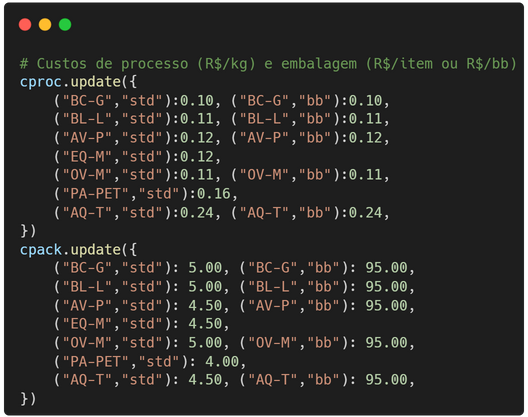 # Custos de processo (R$/kg) e embalagem (R$/item ou R$/bb)
cproc.update({
    ("BC-G","std"):0.10, ("BC-G","bb"):0.10,
    ("BL-L","std"):0.11, ("BL-L","bb"):0.11,
    ("AV-P","std"):0.12, ("AV-P","bb"):0.12,
    ("EQ-M","std"):0.12,
    ("OV-M","std"):0.11, ("OV-M","bb"):0.11,
    ("PA-PET","std"):0.16,
    ("AQ-T","std"):0.24, ("AQ-T","bb"):0.24,
})
cpack.update({
    ("BC-G","std"): 5.00, ("BC-G","bb"): 95.00,
    ("BL-L","std"): 5.00, ("BL-L","bb"): 95.00,
    ("AV-P","std"): 4.50, ("AV-P","bb"): 95.00,
    ("EQ-M","std"): 4.50,
    ("OV-M","std"): 5.00, ("OV-M","bb"): 95.00,
    ("PA-PET","std"): 4.00,
    ("AQ-T","std"): 4.50, ("AQ-T","bb"): 95.00,
})